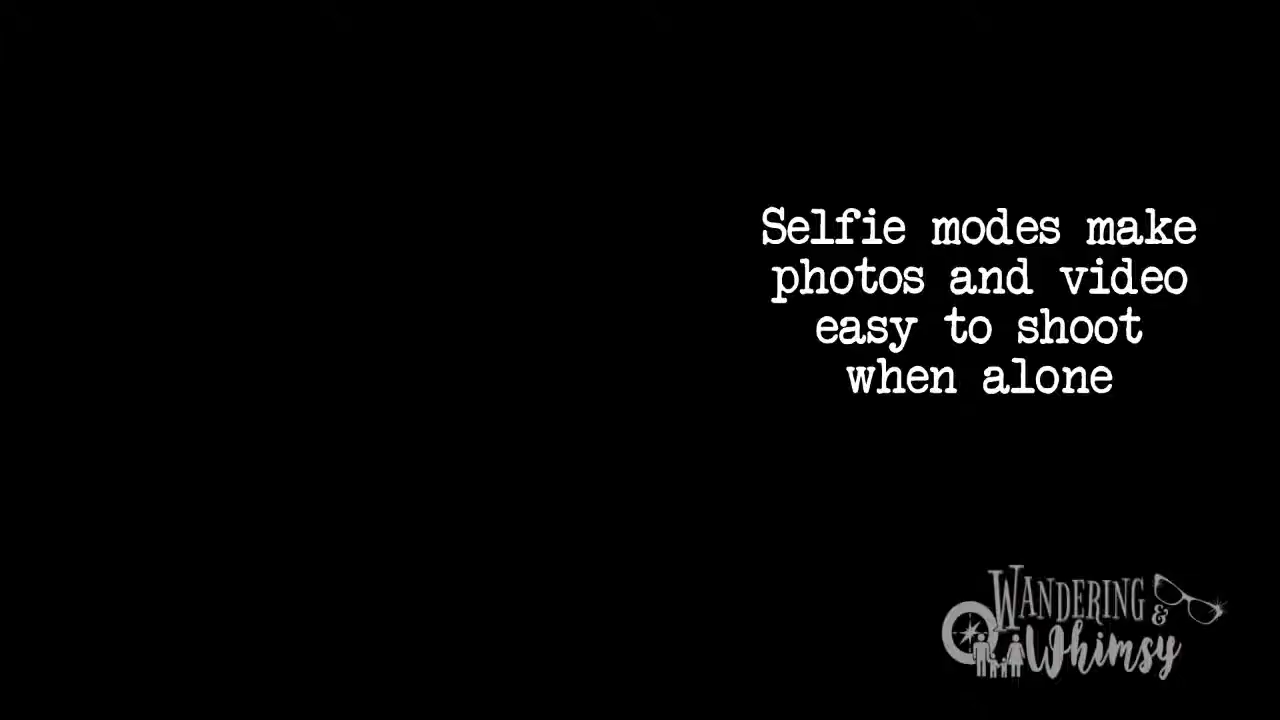 Selfie modes make
photos and video
easy to shoot
when alone
WANDERING
&
Whimsy